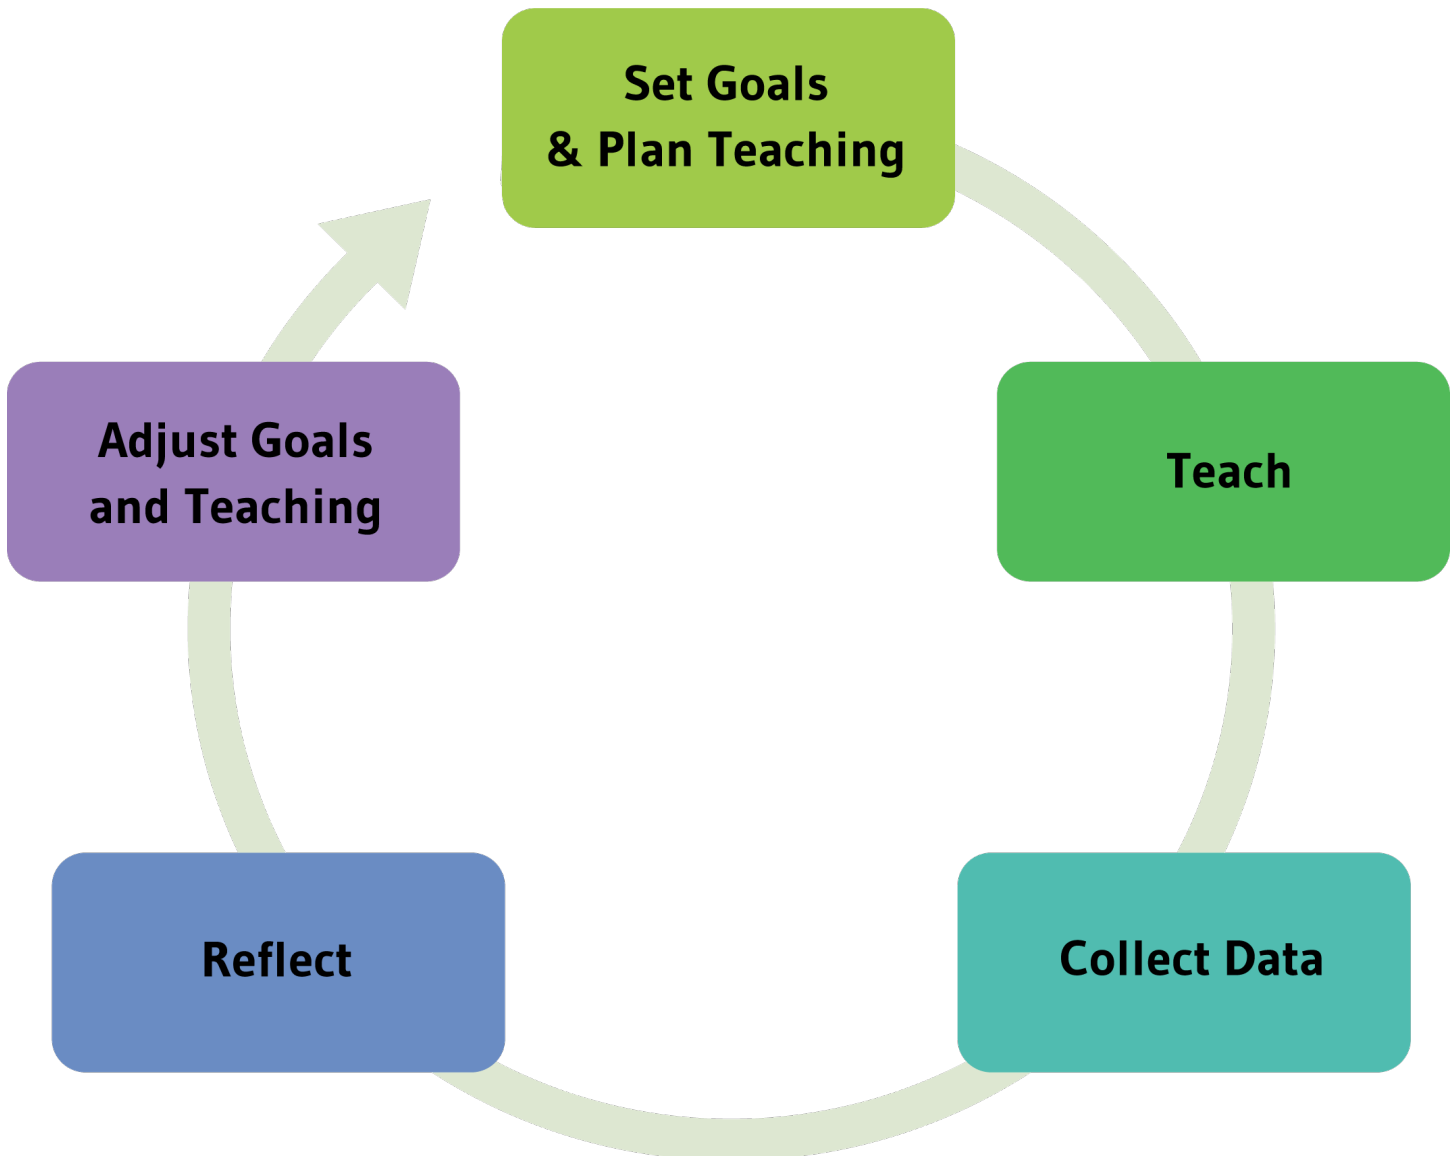 Set Goals
& Plan Teaching
Teach
Collect Data
Reflect
Adjust Goals
and Teaching